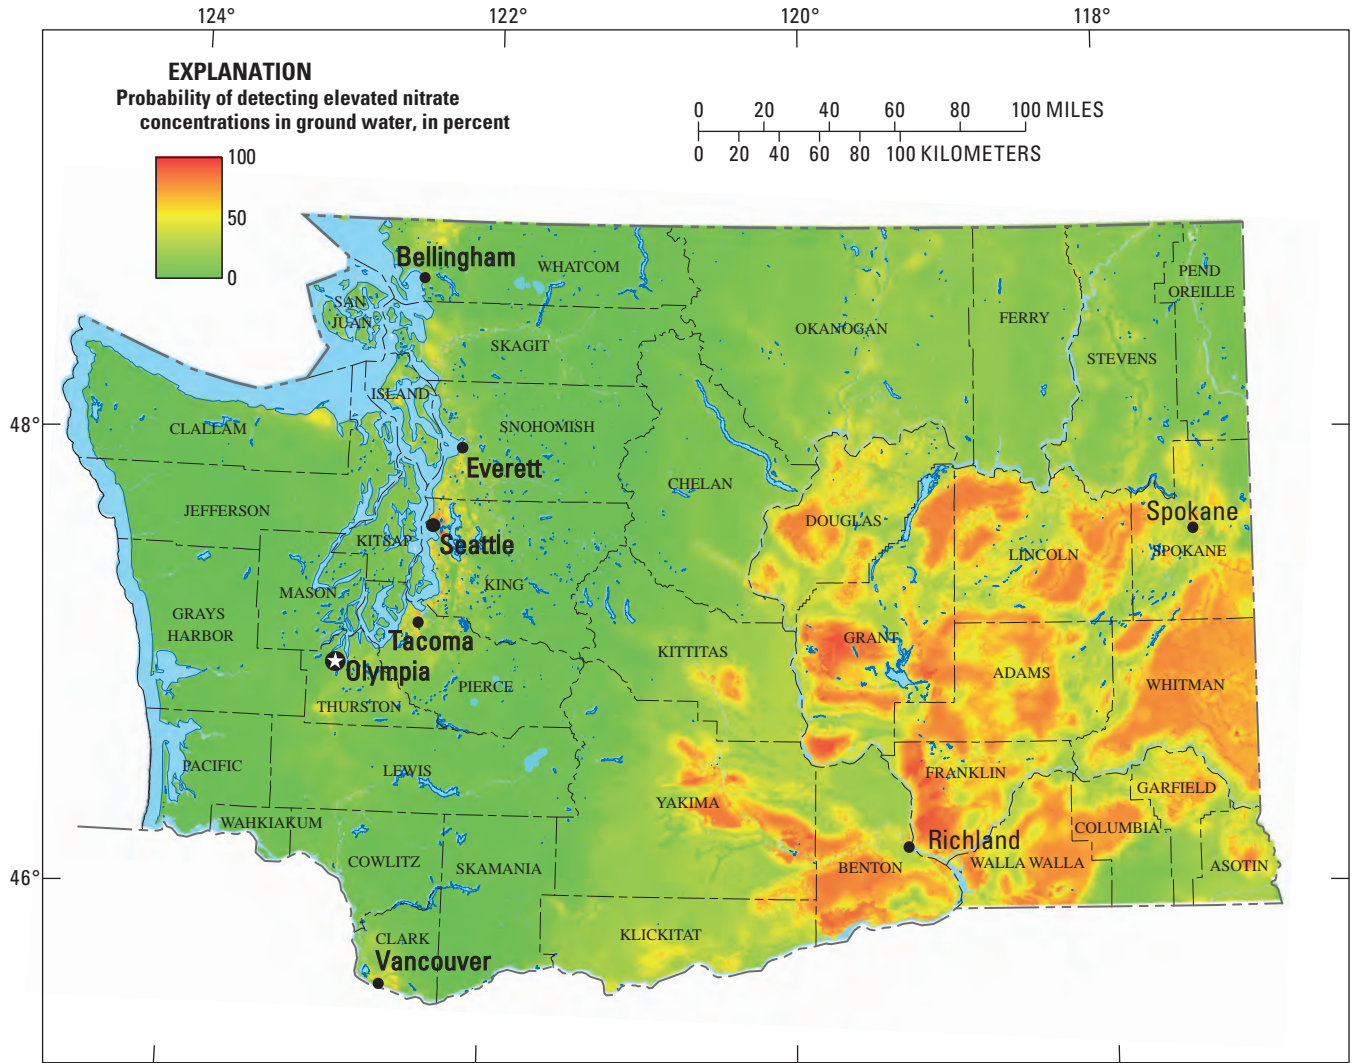 124°
122°
120°
118°
EXPLANATION
Probability of detecting elevated nitrate
concentrations in ground water, in percent
100
50
0
0 20 40 60 80 100 MILES
0 20 40 60 80 100 KILOMETERS
48°
46°
Bellingham
WHATCOM
SAN
JUAN
SKAGIT
OKANOGAN
FERRY
PEND
OREILLE
STEVENS
ISLAND
CLALLAM
SNOHOMISH
Everett
CHELAN
JEFFERSON
DOUGLAS
Spokane
KITSAP
Seattle
LINCOLN
SPOKANE
MASON
KING
GRAYS
HARBOR
Tacoma
KITTITAS
GRANT
Olympia
PIERCE
ADAMS
WHITMAN
THURSTON
PACIFIC
LEWIS
FRANKLIN
GARFIELD
YAKIMA
WAHKIAKUM
COLUMBIA
Richland
COWLITZ
SKAMANIA
BENTON
WALLA WALLA
ASOTIN
CLARK
KLICKITAT
Vancouver